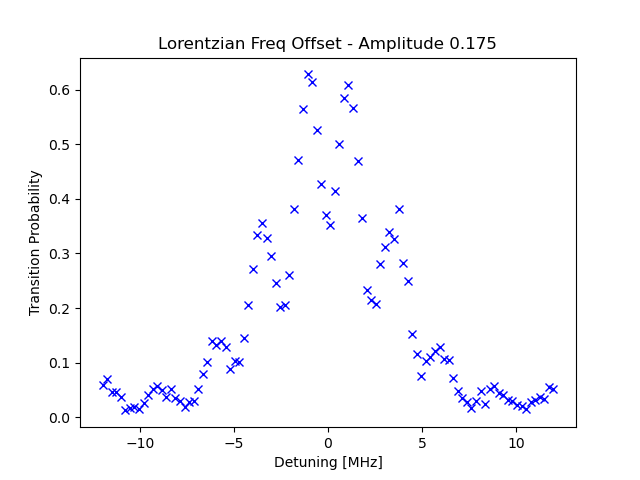 Lorentzian Freq Offset - Amplitude 0.175
Transition Probability
0.6
0.5
0.4
0.3
0.2
0.1
0.0
−10 −5 0 5 10
Detuning [MHz]